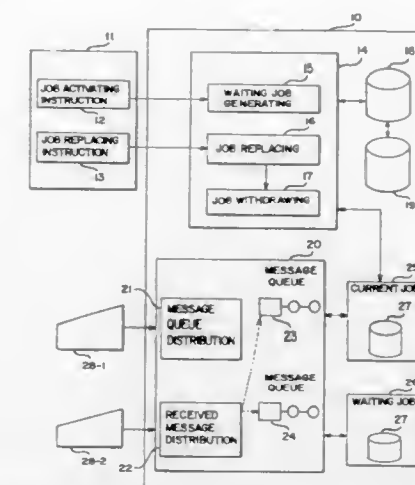 10
11
14
18
JOB ACTIVATING
INSTRUCTION
12
15
WAITING JOB
GENERATING
JOB REPLACING
INSTRUCTION
13
16
JOB REPLACING
17
JOB WITHDRAWING
19
20
25
21
MESSAGE
QUEUE
DISTRIBUTION
MESSAGE
QUEUE
23
CURRENT JOB
27
28-1
MESSAGE
QUEUE
24
26
WAITING JOB
27
RECEIVED
MESSAGE
DISTRIBUTION
22
28-2